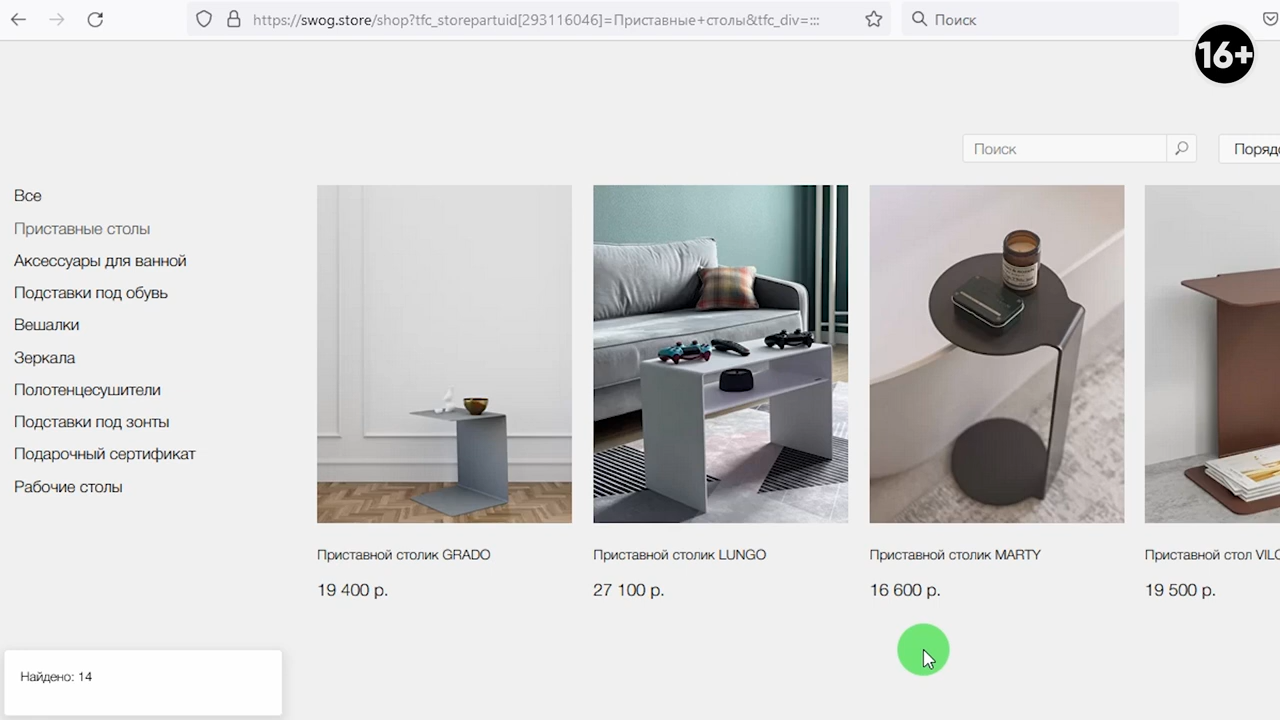 https://swog.store/shop?tfc_storepartuid[293116046]=Приставные+столы&tfc_div=:::
Поиск
16+
Поиск
Порядо
Все
Приставные столы
Аксессуары для ванной
Подставки под обувь
Вешалки
Зеркала
Полотенцесушители
Подставки под зонты
Подарочный сертификат
Рабочие столы
Приставной столик GRADO
19 400 р.
Приставной столик LUNGO
27 100 р.
Приставной столик MARTY
16 600 р.
Приставной стол VILO
19 500 р.
Найдено: 14